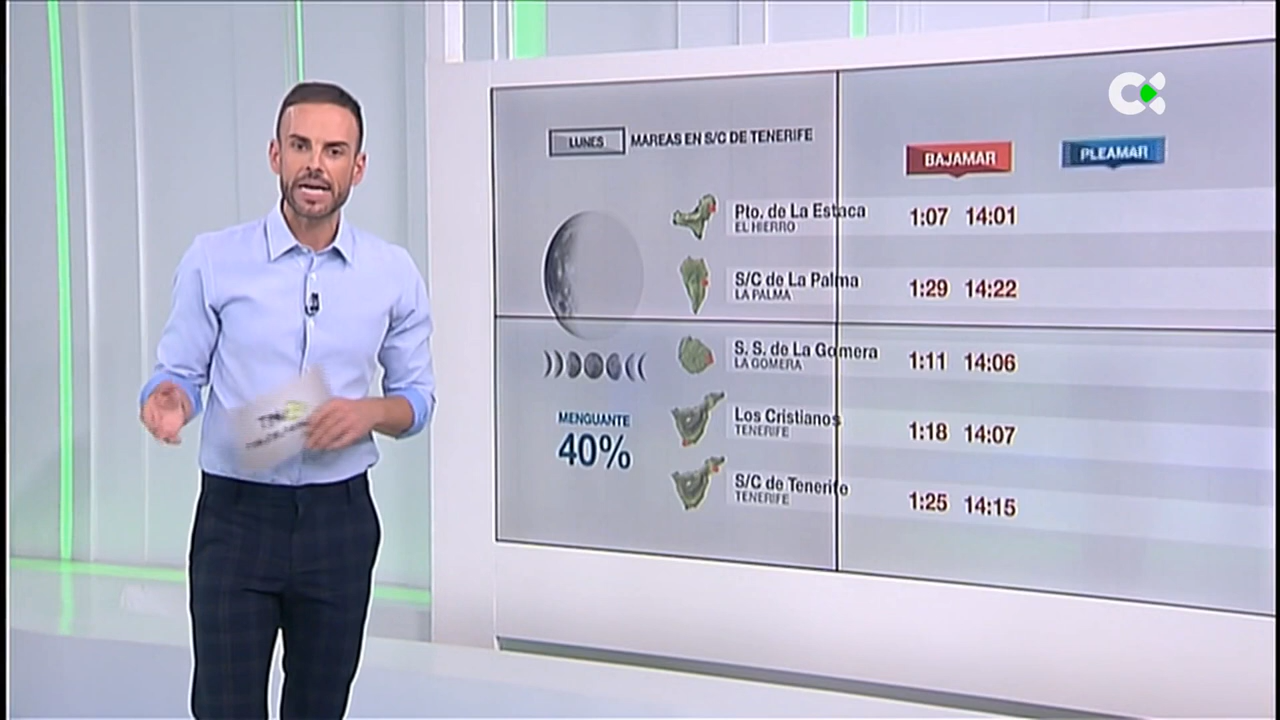 LUNES MAREAS EN S/C DE TENERIFE
BAJAMAR PLEAMAR
Pto. de La Estaca 1:07 14:01
EL HIERRO
S/C de La Palma 1:29 14:22
LA PALMA
S. S. de La Gomera 1:11 14:06
LA GOMERA
MENGUANTE
40%
Los Cristianos 1:18 14:07
TENERIFE
S/C de Tenerife 1:25 14:15
TENERIFE